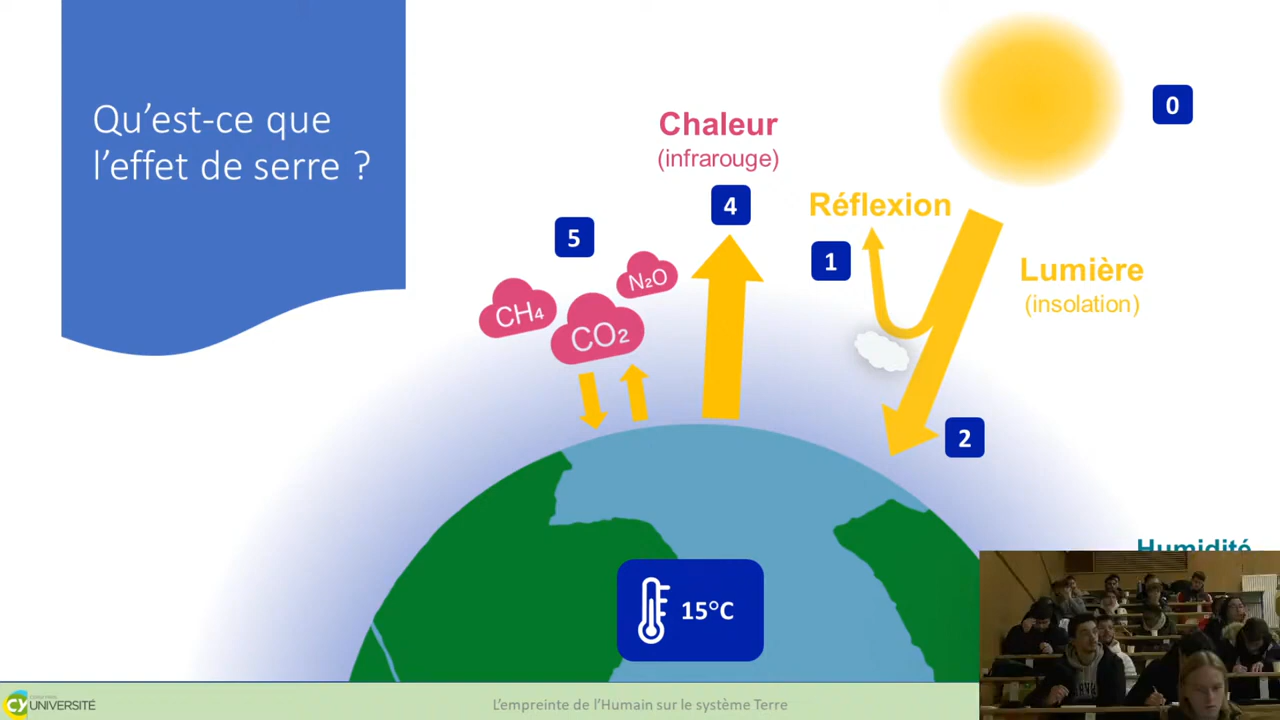 Qu'est-ce que
l'effet de serre ?
Chaleur
(infrarouge)
0
4
Réflexion
5
1
Lumière
(insolation)
N₂O
CH₄
CO₂
2
Humidité
15°C
CY UNIVERSITÉ
L'empreinte de l'Humain sur le système Terre